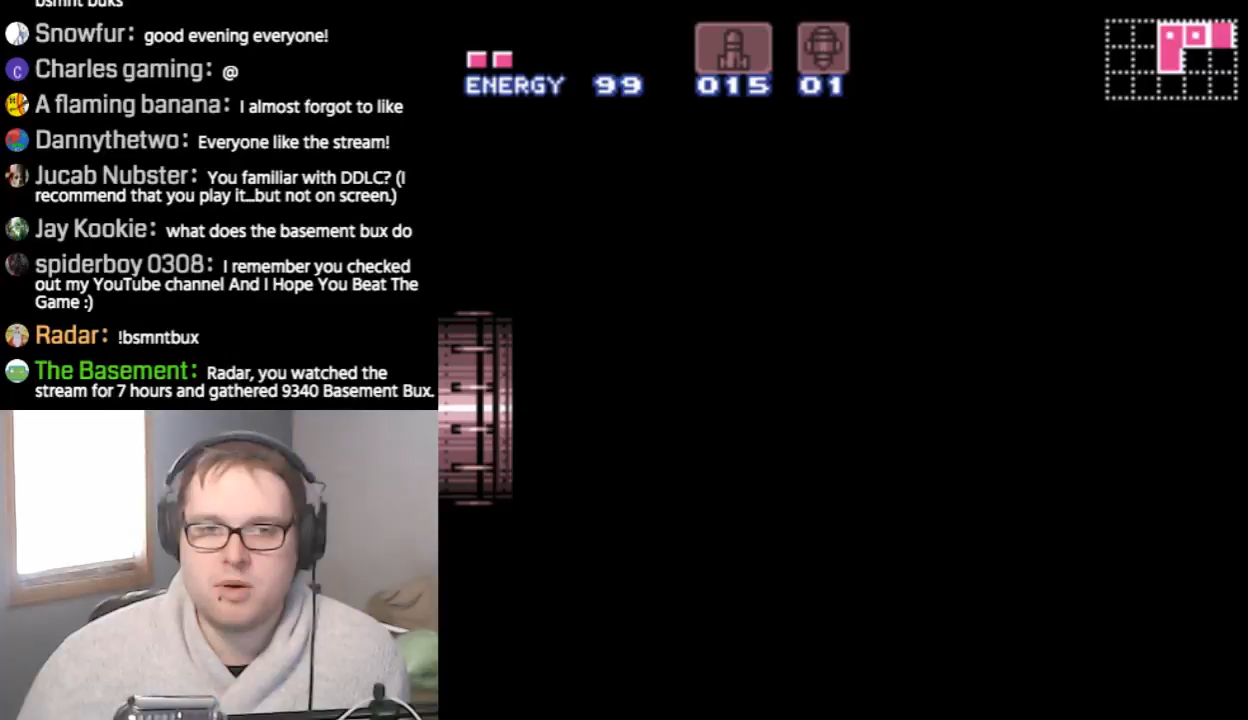 bsmnt buks
Snowfur: good evening everyone!
C
Charles gaming: @
A flaming banana: I almost forgot to like
Dannythetwo: Everyone like the stream!
Jucab Nubster: You familiar with DDLC? (I
recommend that you play it...but not on screen.)
Jay Kookie: what does the basement bux do
spiderboy 0308: I remember you checked
out my YouTube channel And I Hope You Beat The
Game :)
Radar: !bsmntbux
The Basement: Radar, you watched the
stream for 7 hours and gathered 9340 Basement Bux.
ENERGY 99 015 01